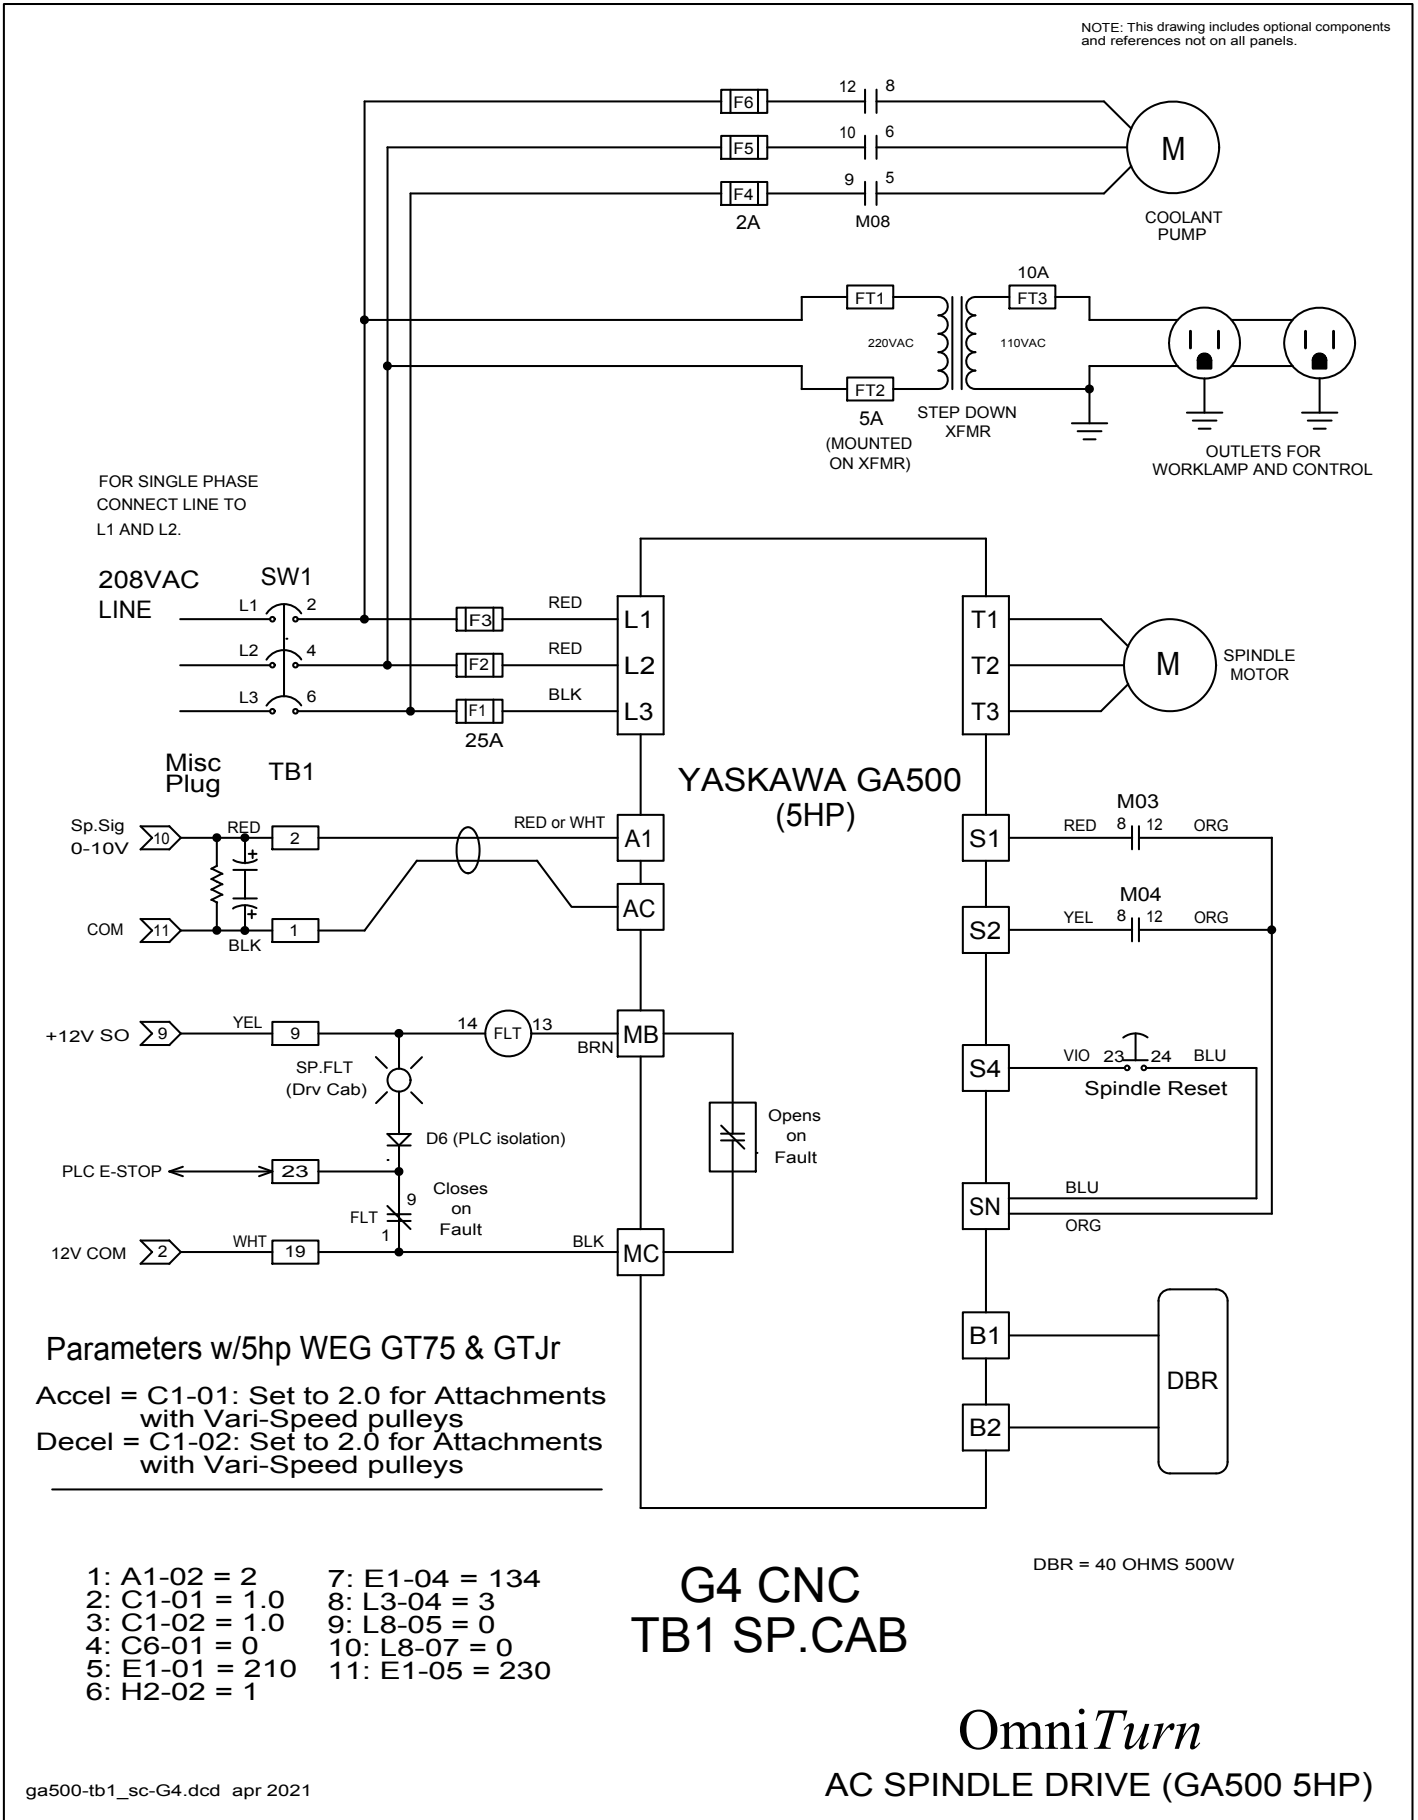 NOTE: This drawing includes optional components
and references not on all panels.
12 8
F6
10 6
F5
M
9 5
F4
2A
M08
COOLANT
PUMP
10A
FT1
FT3
220VAC
110VAC
FT2
5A
(MOUNTED
ON XFMR)
STEP DOWN
XFMR
OUTLETS FOR
WORKLAMP AND CONTROL
FOR SINGLE PHASE
CONNECT LINE TO
L1 AND L2.
208VAC
LINE
SW1
L1 2
F3
RED
L1
T1
L2 4
F2
RED
L2
T2
M
SPINDLE
MOTOR
L3 6
F1
BLK
L3
T3
25A
Misc
Plug
TB1
YASKAWA GA500
(5HP)
Sp.Sig
0-10V
10
RED
2
RED or WHT
A1
+
+
COM
11
BLK
1
AC
M03
S1
RED 8 12 ORG
M04
S2
YEL 8 12 ORG
+12V SO
9
YEL
9
14 FLT 13
BRN
MB
SP.FLT
(Drv Cab)
S4
VIO 23 24 BLU
Spindle Reset
D6 (PLC isolation)
Opens
on
Fault
PLC E-STOP
23
FLT
9
1
Closes
on
Fault
SN
BLU
ORG
12V COM
2
WHT
19
BLK
MC
B1
B2
DBR
Parameters w/5hp WEG GT75 & GTJr
Accel = C1-01: Set to 2.0 for Attachments
with Vari-Speed pulleys
Decel = C1-02: Set to 2.0 for Attachments
with Vari-Speed pulleys
DBR = 40 OHMS 500W
1: A1-02 = 2
2: C1-01 = 1.0
3: C1-02 = 1.0
4: C6-01 = 0
5: E1-01 = 210
6: H2-02 = 1
7: E1-04 = 134
8: L3-04 = 3
9: L8-05 = 0
10: L8-07 = 0
11: E1-05 = 230
G4 CNC
TB1 SP.CAB
OmniTurn
AC SPINDLE DRIVE (GA500 5HP)
ga500-tb1_sc-G4.dcd apr 2021